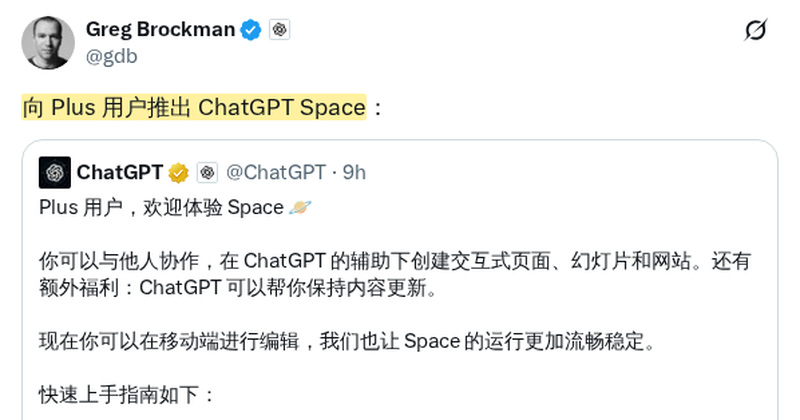 Greg Brockman
@gdb
向 Plus 用户推出 ChatGPT Space：
ChatGPT @ChatGPT · 9h
Plus 用户，欢迎体验 Space 🪐
你可以与他人协作，在 ChatGPT 的辅助下创建交互式页面、幻灯片和网站。还有
额外福利：ChatGPT 可以帮你保持内容更新。
现在你可以在移动端进行编辑，我们也让 Space 的运行更加流畅稳定。
快速上手指南如下：